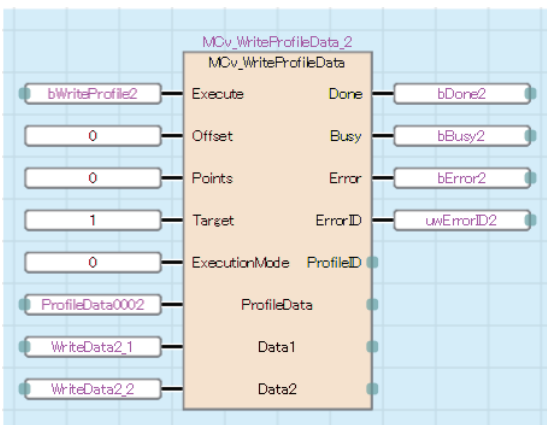 MCv_WriteProfileData_2
MCv_WriteProfileData
bWriteProfile2 Execute Done bDone2
0 Offset Busy bBusy2
0 Points Error bError2
1 Target ErrorID uwErrorID2
0 ExecutionMode ProfileID
ProfileData0002 ProfileData
WriteData2_1 Data1
WriteData2_2 Data2